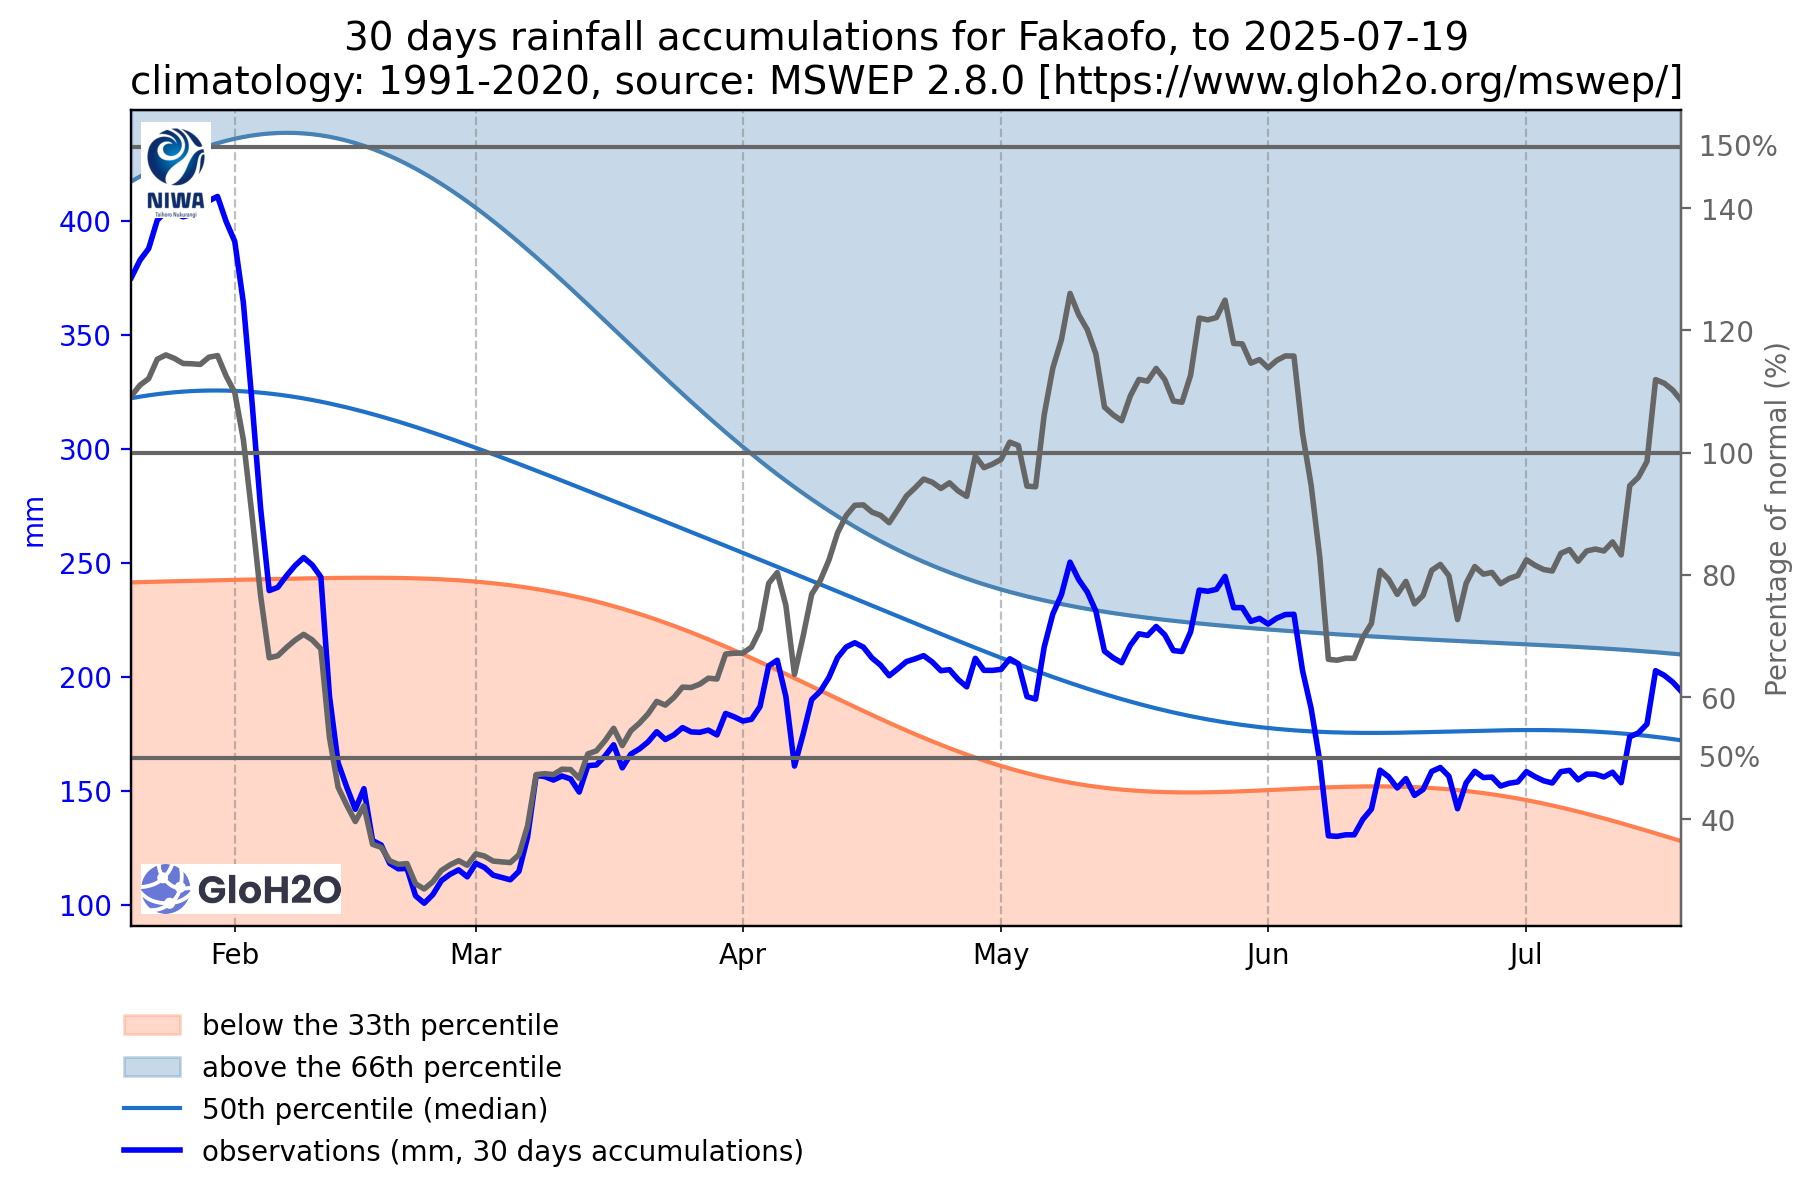 30 days rainfall accumulations for Fakaofo, to 2025-07-19
climatology: 1991-2020, source: MSWEP 2.8.0 [https://www.gloh2o.org/mswep/]
NIWA
Taihoro Nukurangi
400
350
300
250
200
150
100
mm
150%
140
120
100
80
60
50%
40
Percentage of normal (%)
GloH2O
Feb
Mar
Apr
May
Jun
Jul
below the 33th percentile
above the 66th percentile
50th percentile (median)
observations (mm, 30 days accumulations)